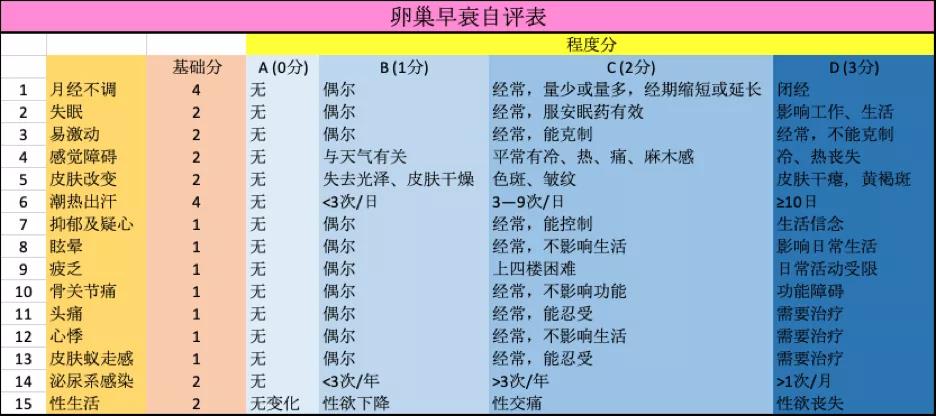 卵巢早衰自评表
程度分
基础分 A (0分) B (1分) C (2分) D (3分)
1 月经不调 4 无 偶尔 经常，量少或量多，经期缩短或延长 闭经
2 失眠 2 无 偶尔 经常，服安眠药有效 影响工作、生活
3 易激动 2 无 偶尔 经常，能克制 经常，不能克制
4 感觉障碍 2 无 与天气有关 平常有冷、热、痛、麻木感 冷、热丧失
5 皮肤改变 2 无 失去光泽、皮肤干燥 色斑、皱纹 皮肤干瘪，黄褐斑
6 潮热出汗 4 无 <3次/日 3—9次/日 ≥10日
7 抑郁及疑心 1 无 偶尔 经常，能控制 生活信念
8 眩晕 1 无 偶尔 经常，不影响生活 影响日常生活
9 疲乏 1 无 偶尔 上四楼困难 日常活动受限
10 骨关节痛 1 无 偶尔 经常，不影响功能 功能障碍
11 头痛 1 无 偶尔 经常，能忍受 需要治疗
12 心悸 1 无 偶尔 经常，不影响生活 需要治疗
13 皮肤蚁走感 1 无 偶尔 经常，能忍受 需要治疗
14 泌尿系感染 2 无 <3次/年 >3次/年 >1次/月
15 性生活 2 无变化 性欲下降 性交痛 性欲丧失